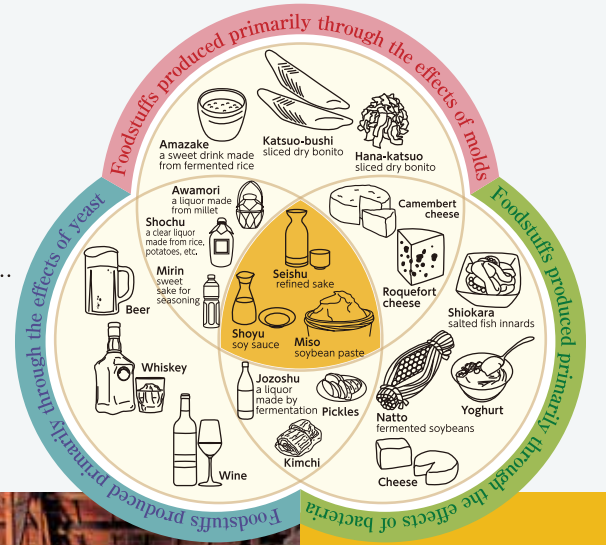 Foodstuffs produced primarily through the effects of molds
Foodstuffs produced primarily through the effects of yeast
Foodstuffs produced primarily through the effects of bacteria
Amazake
a sweet drink made
from fermented rice
Katsuo-bushi
sliced dry bonito
Hana-katsuo
sliced dry bonito
Awamori
a liquor made
from millet
Shochu
a clear liquor
made from rice,
potatoes, etc.
Mirin
sweet
sake for
seasoning
Camembert
cheese
Roquefort
cheese
Seishu
refined sake
Shoyu
soy sauce
Miso
soybean paste
Beer
Whiskey
Wine
Jozoshu
a liquor
made by
fermentation
Pickles
Kimchi
Shiokara
salted fish innards
Natto
fermented soybeans
Yoghurt
Cheese
..